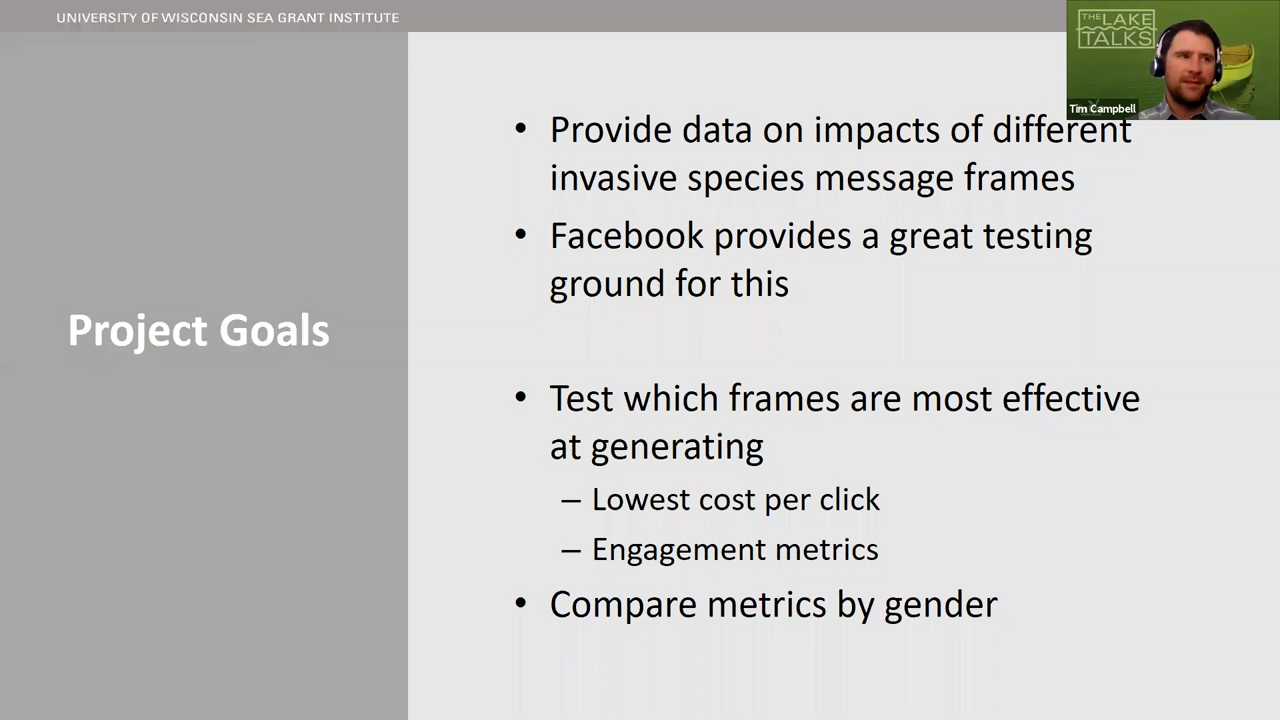 UNIVERSITY OF WISCONSIN SEA GRANT INSTITUTE
THE LAKE
TALKS
Tim Campbell
Project Goals
• Provide data on impacts of different
invasive species message frames
• Facebook provides a great testing
ground for this
• Test which frames are most effective
at generating
– Lowest cost per click
– Engagement metrics
• Compare metrics by gender